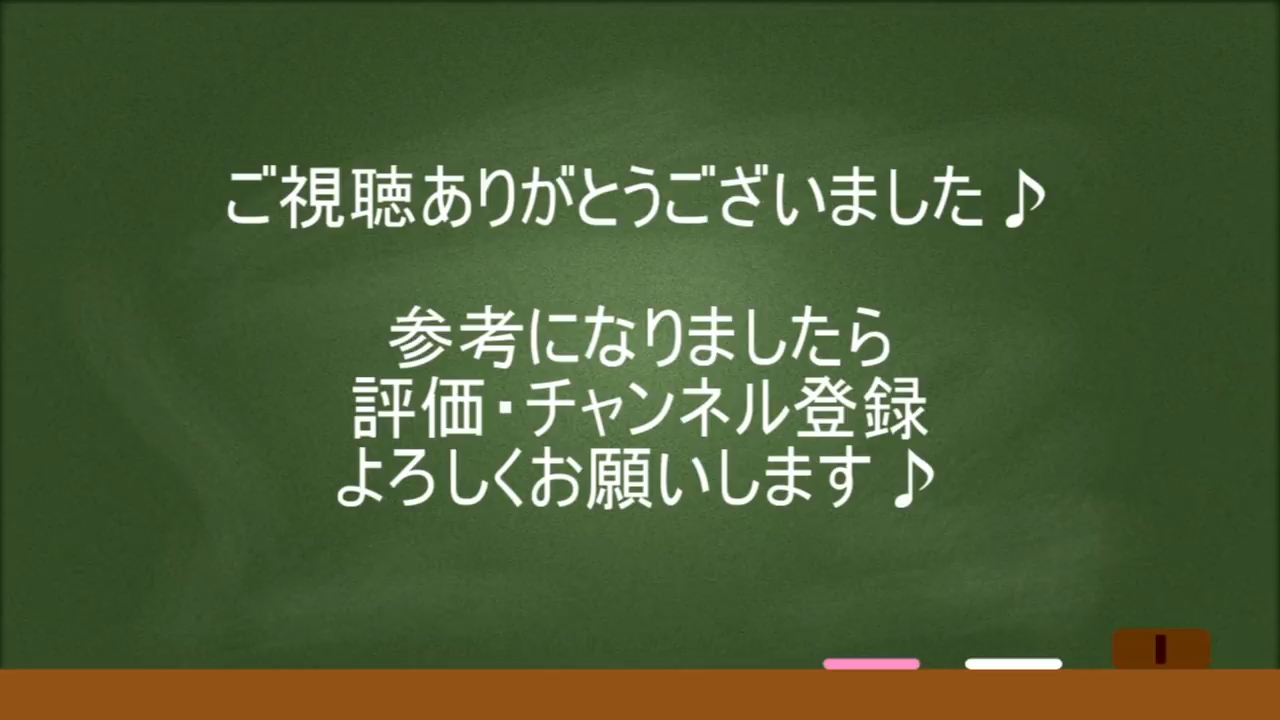 ご視聴ありがとうございました♪
参考になりましたら
評価・チャンネル登録
よろしくお願いします♪